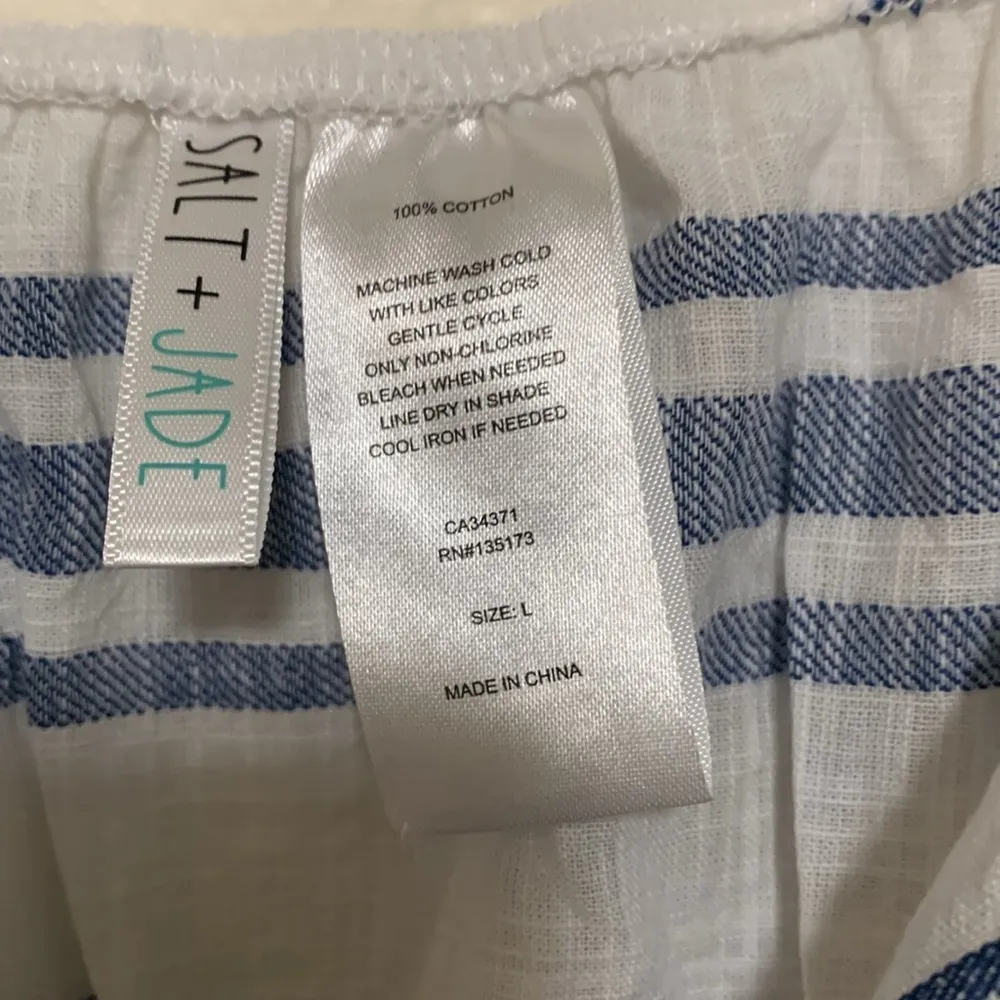 SALT + JADE
100% COTTON
MACHINE WASH COLD
WITH LIKE COLORS
GENTLE CYCLE
ONLY NON-CHLORINE
BLEACH WHEN NEEDED
LINE DRY IN SHADE
COOL IRON IF NEEDED
CA34371
RN#135173
SIZE: L
MADE IN CHINA